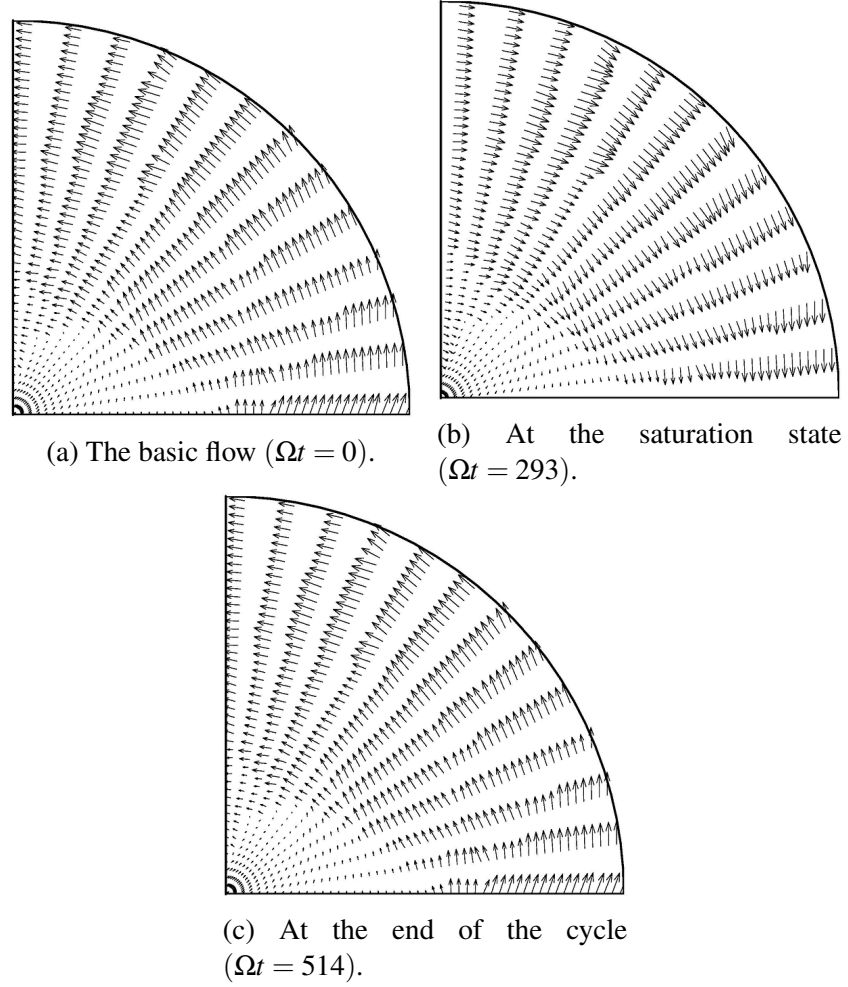 (a) The basic flow (Ωt = 0).
(b) At the saturation state
(Ωt = 293).
(c) At the end of the cycle
(Ωt = 514).